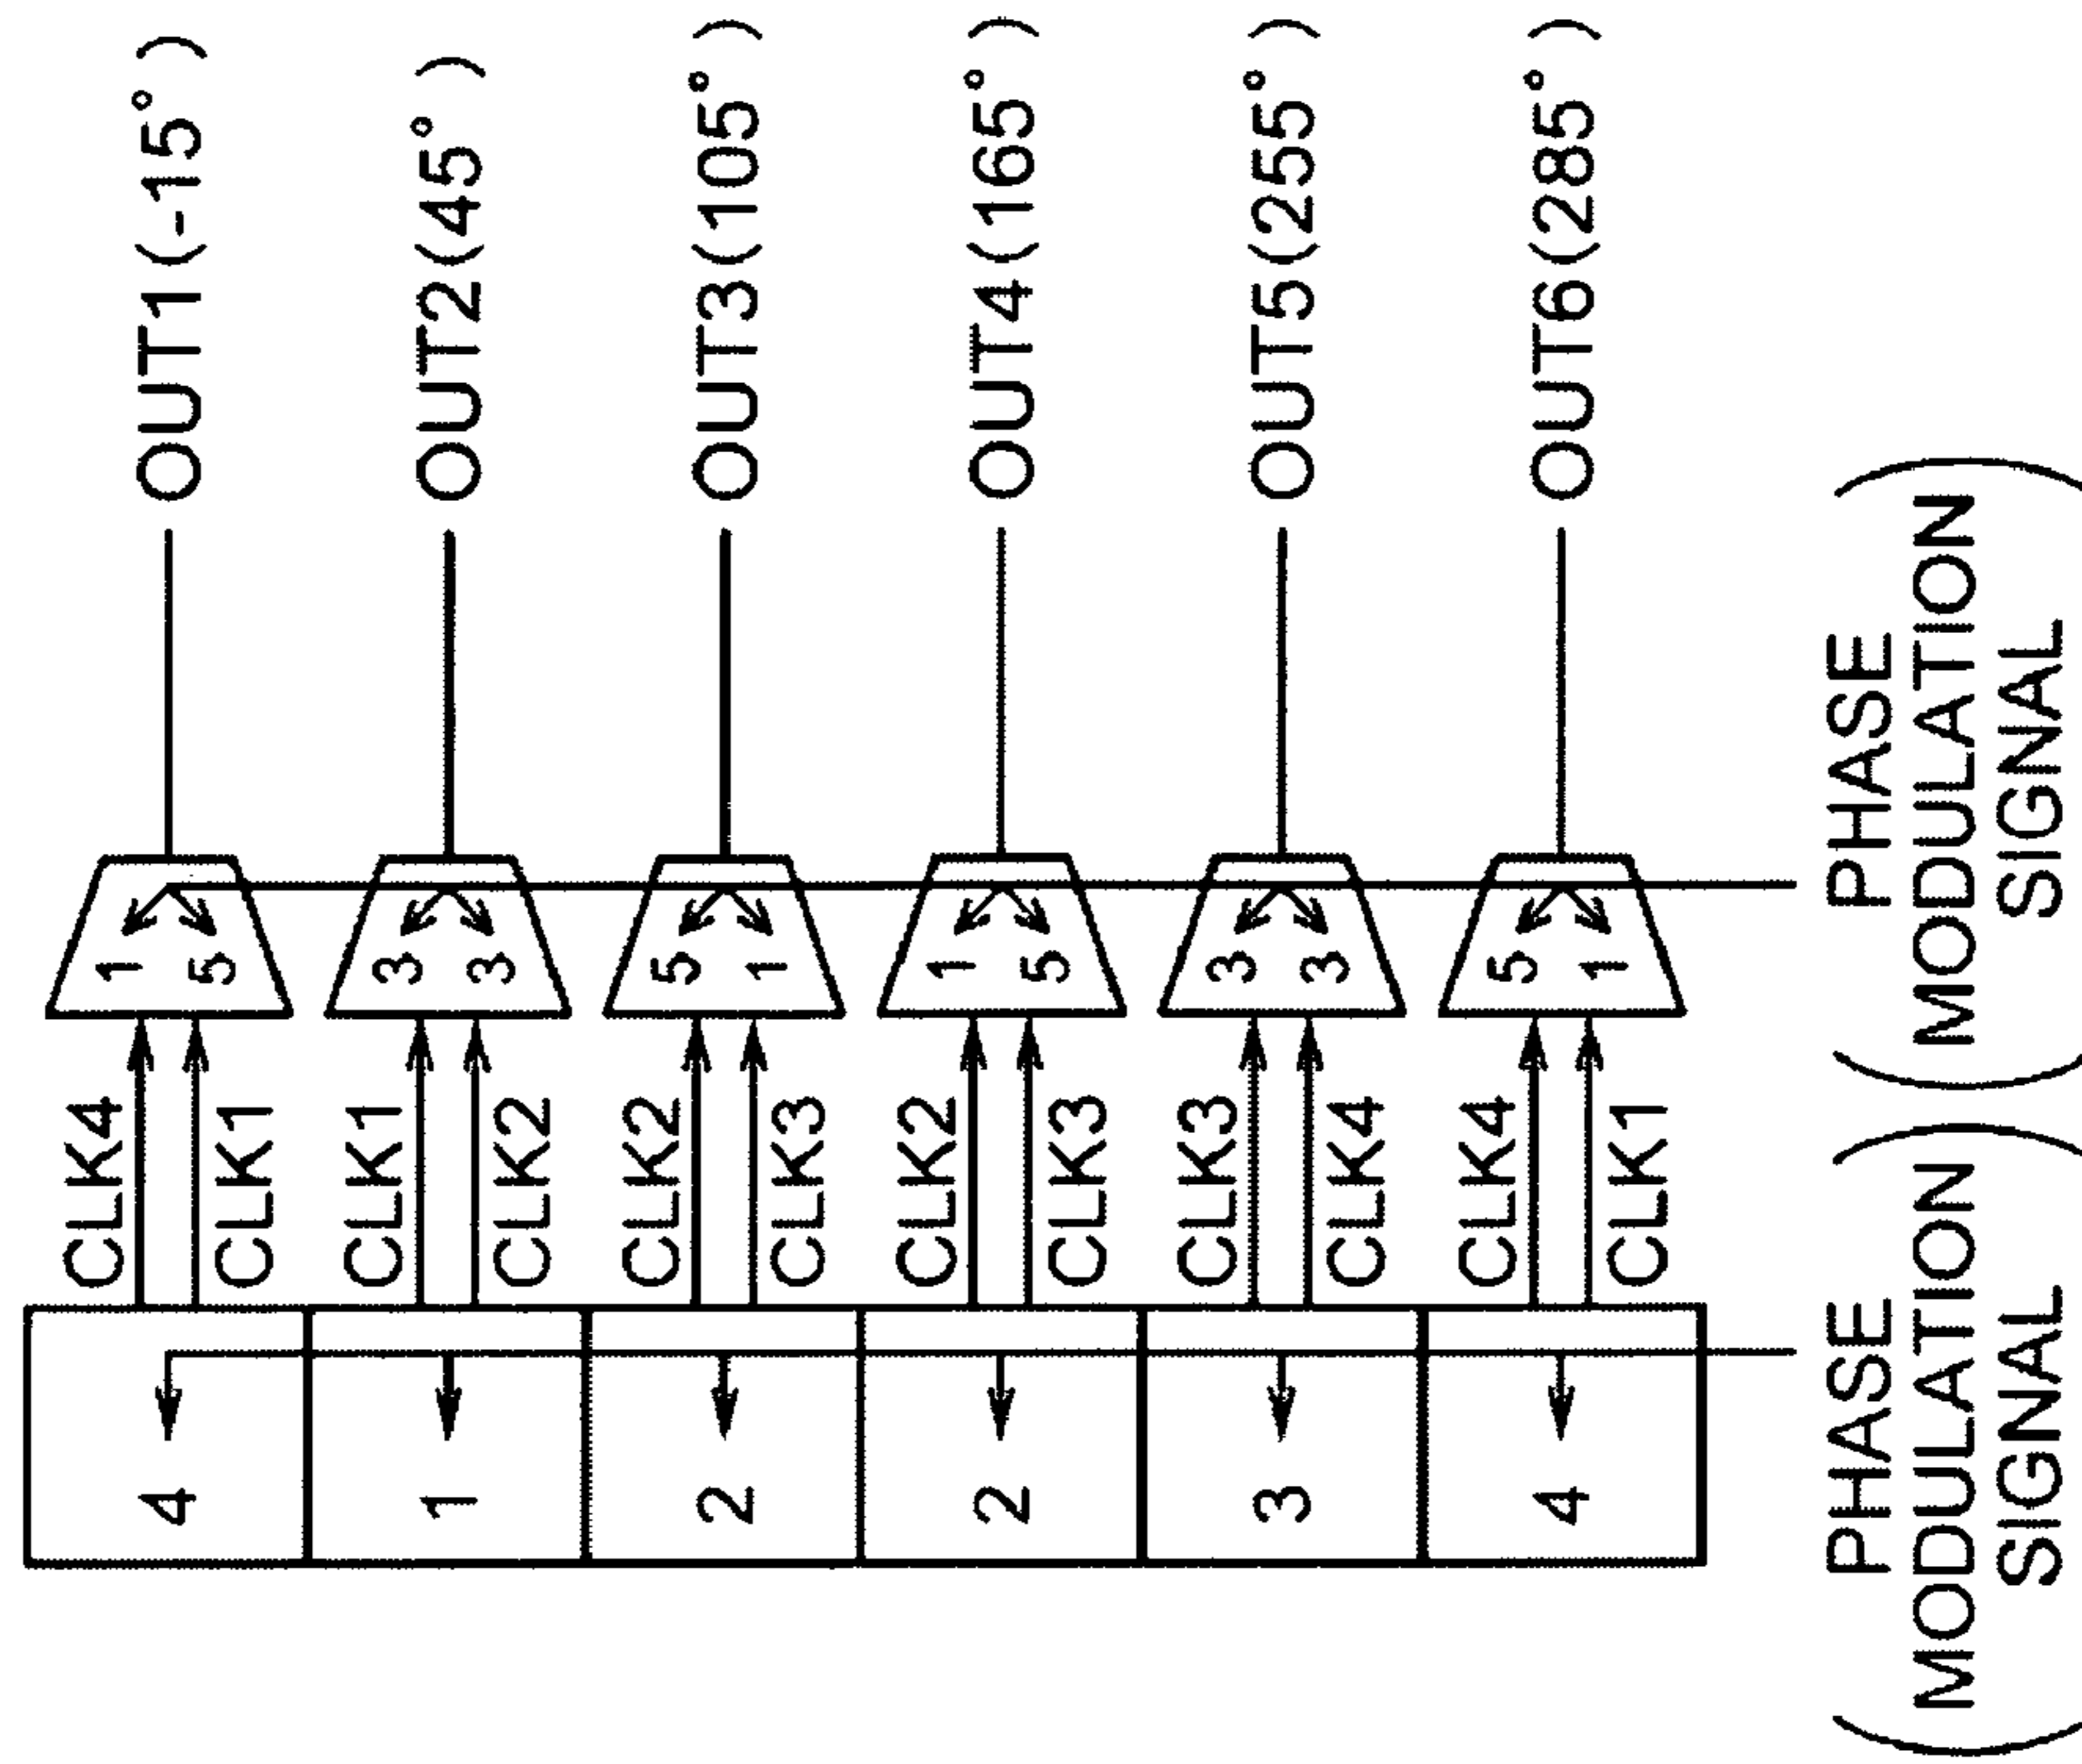 4
CLK4
CLK1
1
5
OUT1(-15°)
1
CLK1
CLK2
3
3
OUT2(45°)
2
CLK2
CLK3
5
1
OUT3(105°)
2
CLK2
CLK3
1
5
OUT4(165°)
3
CLK3
CLK4
3
3
OUT5(255°)
4
CLK4
CLK1
5
1
OUT6(285°)
(PHASE
MODULATION
SIGNAL)
(PHASE
MODULATION
SIGNAL)